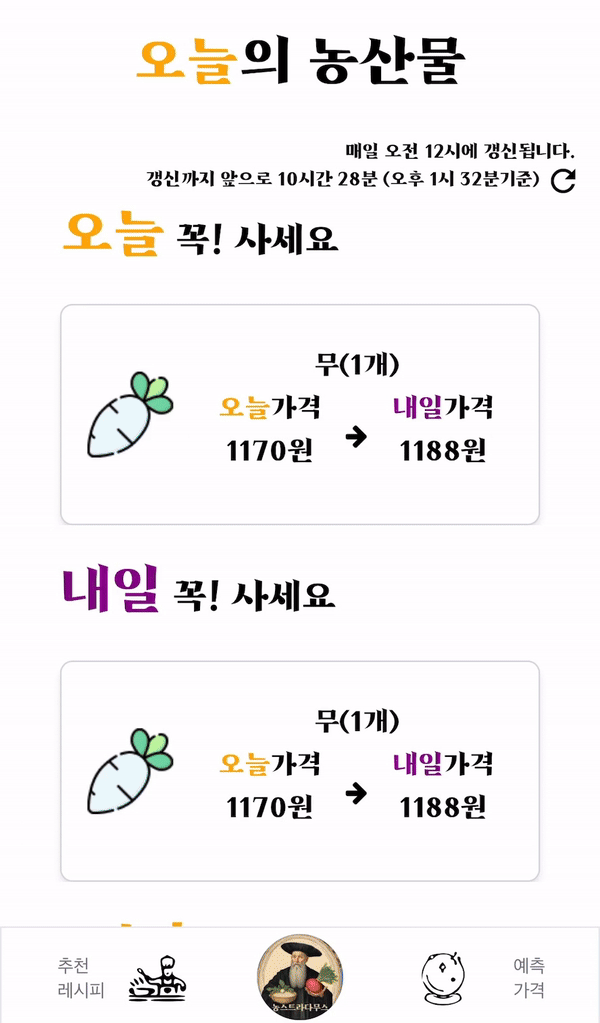 오늘의 농산물
매일 오전 12시에 갱신됩니다.
갱신까지 앞으로 10시간 28분 (오후 1시 32분기준)
오늘 꼭! 사세요
무(1개)
오늘가격 내일가격
1170원 1188원
내일 꼭! 사세요
무(1개)
오늘가격 내일가격
1170원 1188원
추천
레시피
농스트라다무스
예측
가격